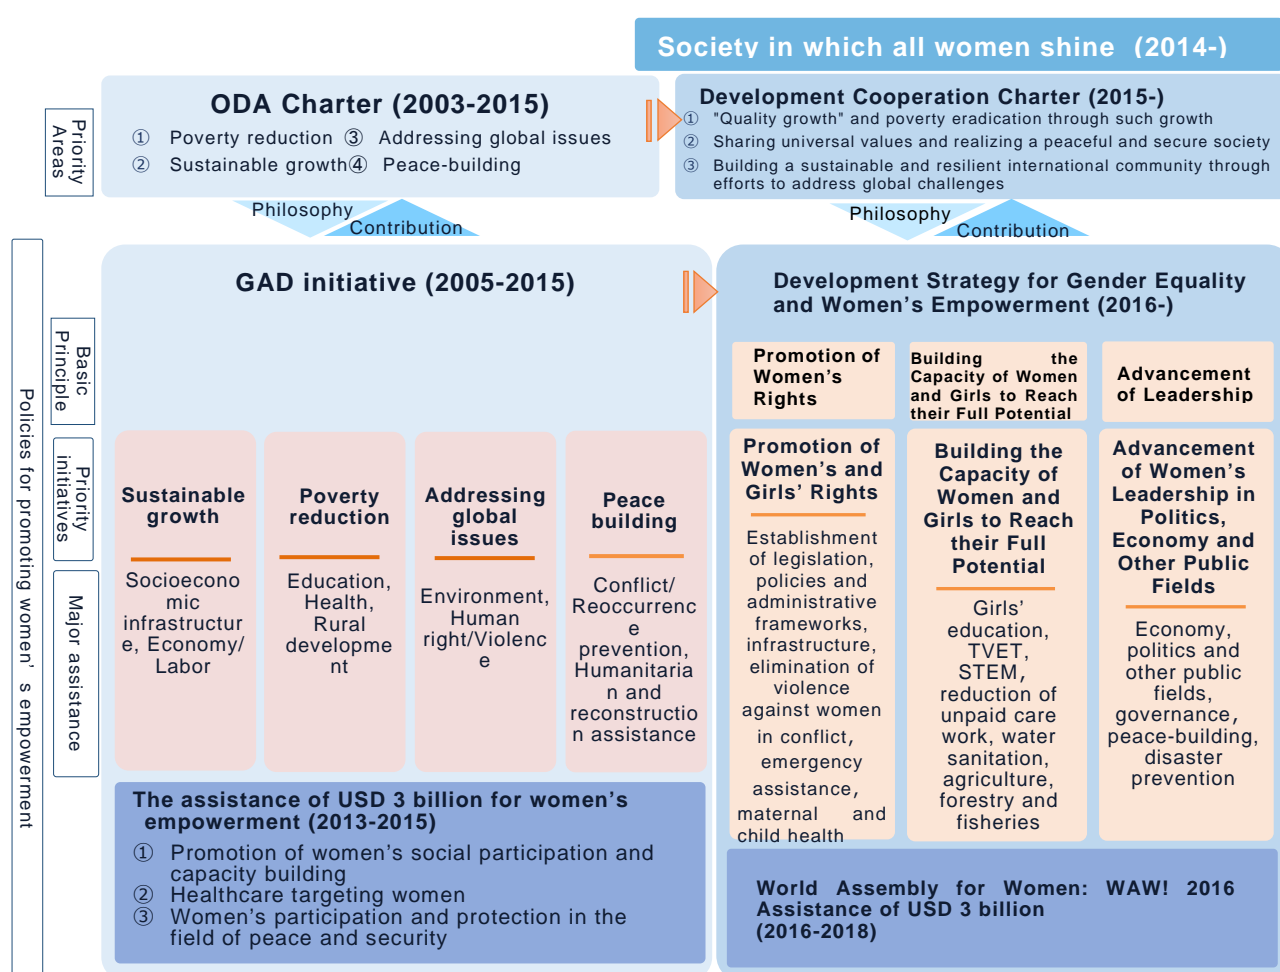 Society in which all women shine (2014-)
Priority
Areas
ODA Charter (2003-2015)
① Poverty reduction ③ Addressing global issues
② Sustainable growth④ Peace-building
Development Cooperation Charter (2015-)
① "Quality growth" and poverty eradication through such growth
② Sharing universal values and realizing a peaceful and secure society
③ Building a sustainable and resilient international community through
efforts to address global challenges
Philosophy
Contribution
Philosophy
Contribution
Policies for promoting women' s empowerment
Basic
Principle
Priority
initiatives
Major assistance
GAD initiative (2005-2015)
Sustainable
growth
Socioecono
mic
infrastructur
e, Economy/
Labor
Poverty
reduction
Education,
Health,
Rural
developme
nt
Addressing
global
issues
Environment,
Human
right/Violenc
e
Peace
building
Conflict/
Reoccurrenc
e
prevention,
Humanitaria
n and
reconstructio
n assistance
The assistance of USD 3 billion for women's
empowerment (2013-2015)
① Promotion of women's social participation and
capacity building
② Healthcare targeting women
③ Women's participation and protection in the
field of peace and security
Development Strategy for Gender Equality
and Women's Empowerment (2016-)
Promotion of
Women's
Rights
Building the
Capacity of Women
and Girls to Reach
their Full Potential
Advancement
of Leadership
Promotion of
Women's and
Girls' Rights
Establishment
of legislation,
policies and
administrative
frameworks,
infrastructure,
elimination of
violence
against women
in conflict,
emergency
assistance,
maternal and
child health
Building the
Capacity of
Women and
Girls to Reach
their Full
Potential
Girls'
education,
TVET,
STEM,
reduction of
unpaid care
work, water
sanitation,
agriculture,
forestry and
fisheries
Advancement
of Women's
Leadership in
Politics,
Economy and
Other Public
Fields
Economy,
politics and
other public
fields,
governance,
peace-building,
disaster
prevention
World Assembly for Women: WAW! 2016
Assistance of USD 3 billion
(2016-2018)